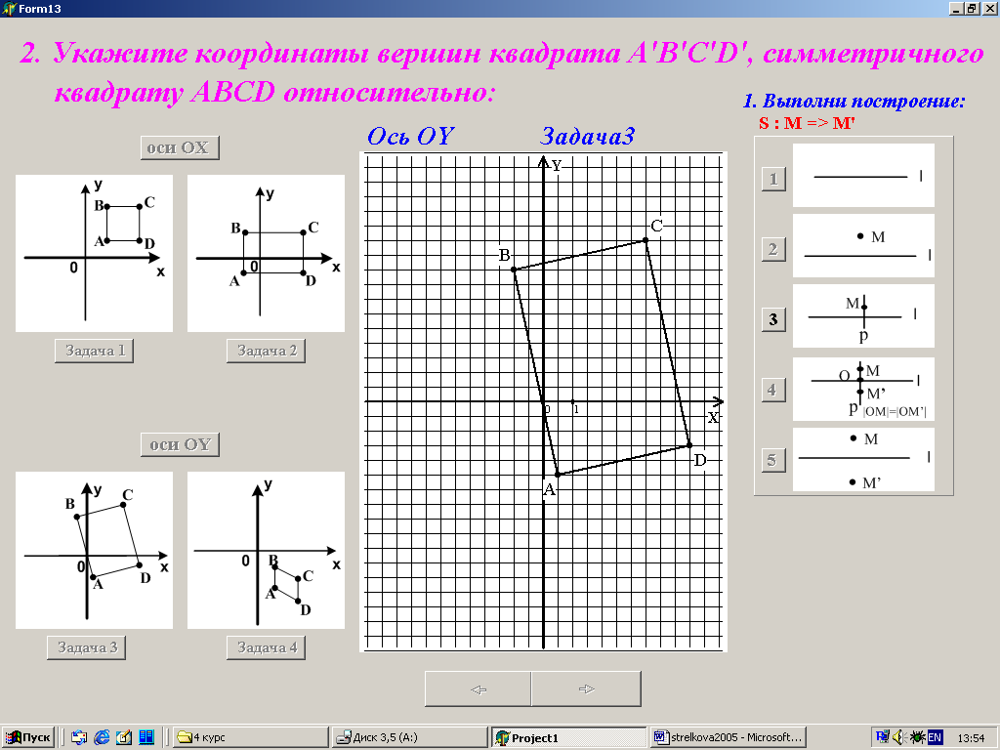 Form13
2. Укажите координаты вершин квадрата A'B'C'D', симметричного
квадрату ABCD относительно:
1. Выполни построение:
S : M => M'
оси OX
Ось OY
Задача3
y
B
C
A
D
0
x
y
B
C
0
x
A
D
Задача 1
Задача 2
оси OY
y
B
C
0
x
A
D
y
0
x
B
C
A
D
Задача 3
Задача 4
Y
C
B
0
1
X
D
A
1
l
2
M
l
3
M
l
p
4
O
M
l
M’
p
|OM|=|OM’|
5
M
l
M’
Пуск
4 курс
Диск 3,5 (A:)
Project1
strelkova2005 - Microsoft...
EN
13:54